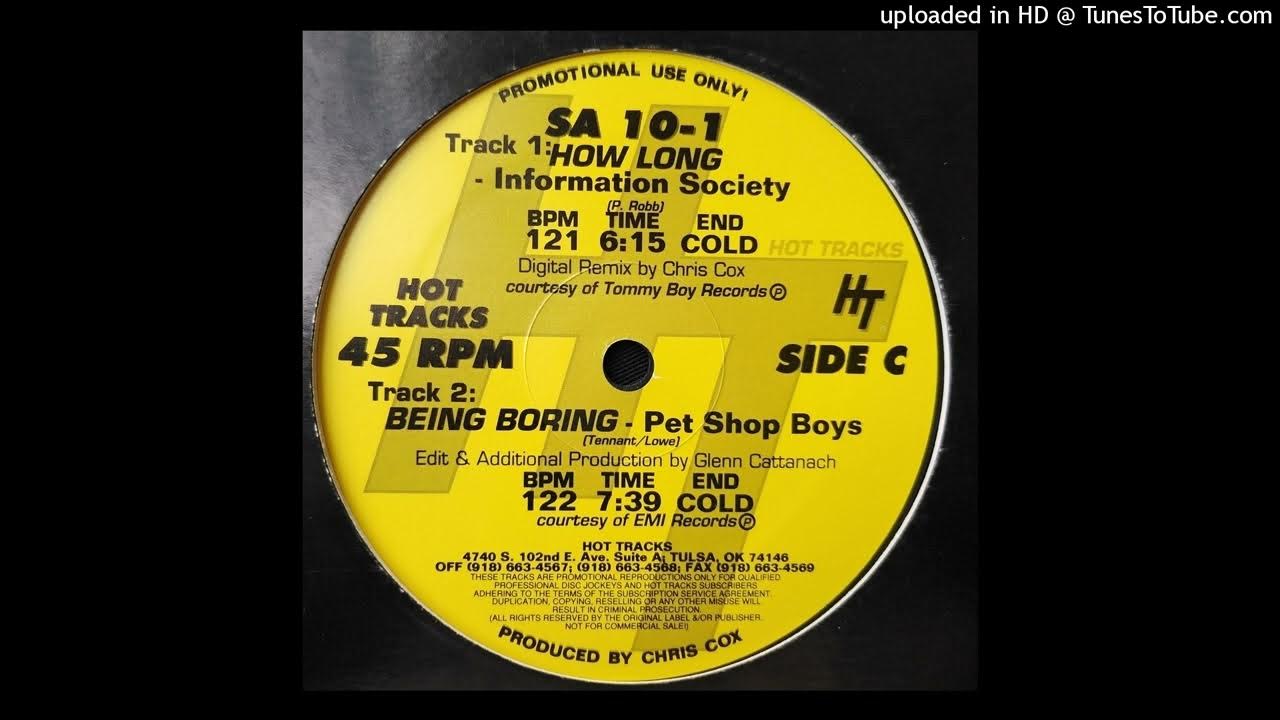 uploaded in HD @ TunesToTube.com
PROMOTIONAL USE ONLY!
SA 10-1
Track 1: HOW LONG
- Information Society
(P. Robb)
BPM TIME END
121 6:15 COLD
HOT TRACKS
Digital Remix by Chris Cox
courtesy of Tommy Boy Records Ⓟ
HT
HOT
TRACKS
45 RPM
SIDE C
Track 2:
BEING BORING - Pet Shop Boys
(Tennant/Lowe)
Edit & Additional Production by Glenn Cattanach
BPM TIME END
122 7:39 COLD
courtesy of EMI Records Ⓟ
HOT TRACKS
4740 S. 102nd E. Ave. Suite A; TULSA, OK 74146
OFF (918) 663-4567; (918) 663-4568; FAX (918) 663-4569
THESE TRACKS ARE PROMOTIONAL REPRODUCTIONS ONLY FOR QUALIFIED
PROFESSIONAL DISC JOCKEYS AND HOT TRACKS SUBSCRIBERS
ADHERING TO THE TERMS OF THE SUBSCRIPTION SERVICE AGREEMENT.
DUPLICATION, COPYING, RESELLING OR ANY OTHER MISUSE WILL
RESULT IN CRIMINAL PROSECUTION.
(ALL RIGHTS RESERVED BY THE ORIGINAL LABEL &/OR PUBLISHER.
NOT FOR COMMERCIAL SALE!)
PRODUCED BY CHRIS COX